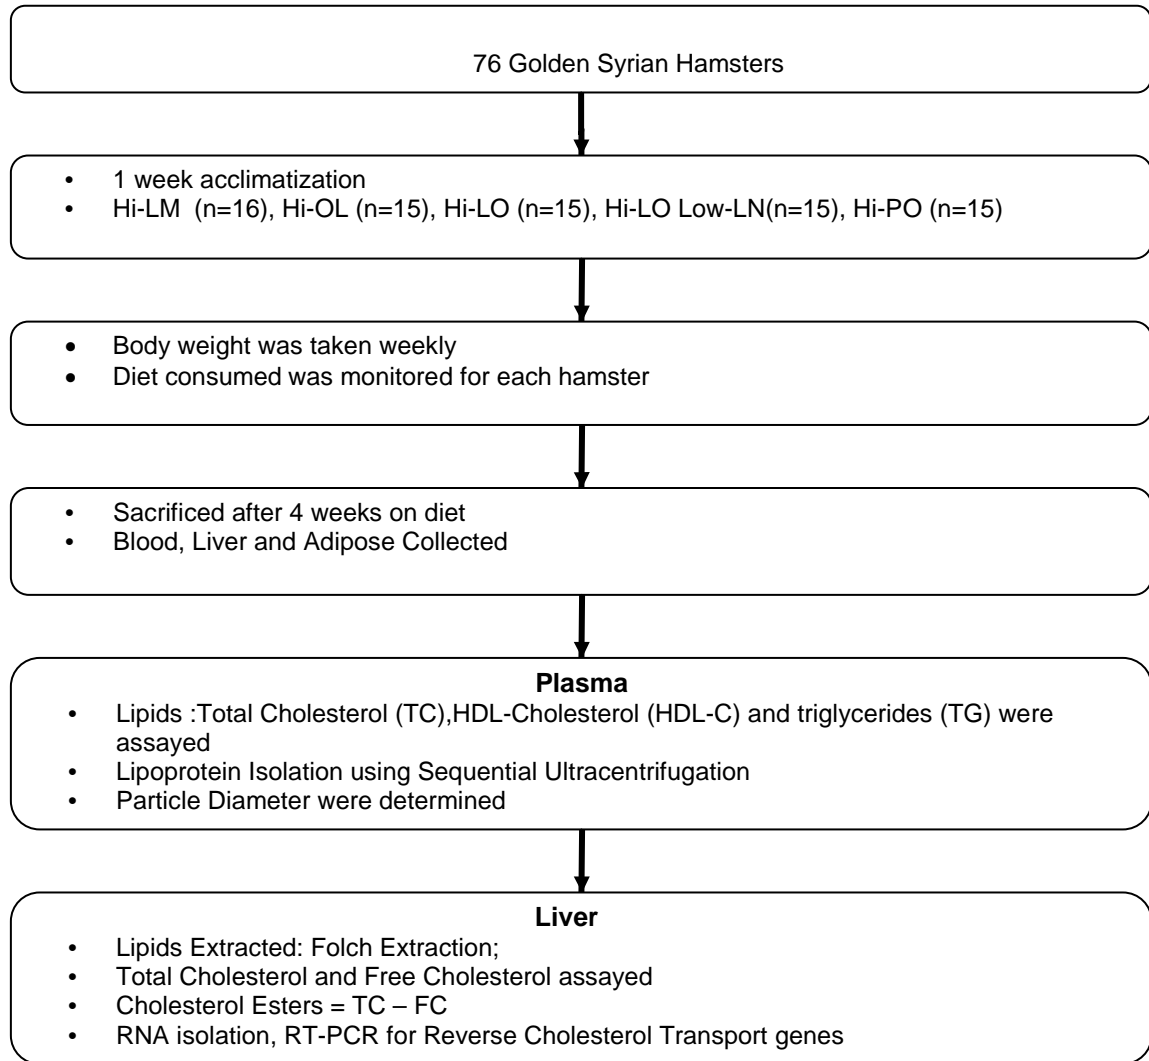 76 Golden Syrian Hamsters
• 1 week acclimatization
• Hi-LM (n=16), Hi-OL (n=15), Hi-LO (n=15), Hi-LO Low-LN(n=15), Hi-PO (n=15)
• Body weight was taken weekly
• Diet consumed was monitored for each hamster
• Sacrificed after 4 weeks on diet
• Blood, Liver and Adipose Collected
Plasma
• Lipids :Total Cholesterol (TC),HDL-Cholesterol (HDL-C) and triglycerides (TG) were
assayed
• Lipoprotein Isolation using Sequential Ultracentrifugation
• Particle Diameter were determined
Liver
• Lipids Extracted: Folch Extraction;
• Total Cholesterol and Free Cholesterol assayed
• Cholesterol Esters = TC – FC
• RNA isolation, RT-PCR for Reverse Cholesterol Transport genes